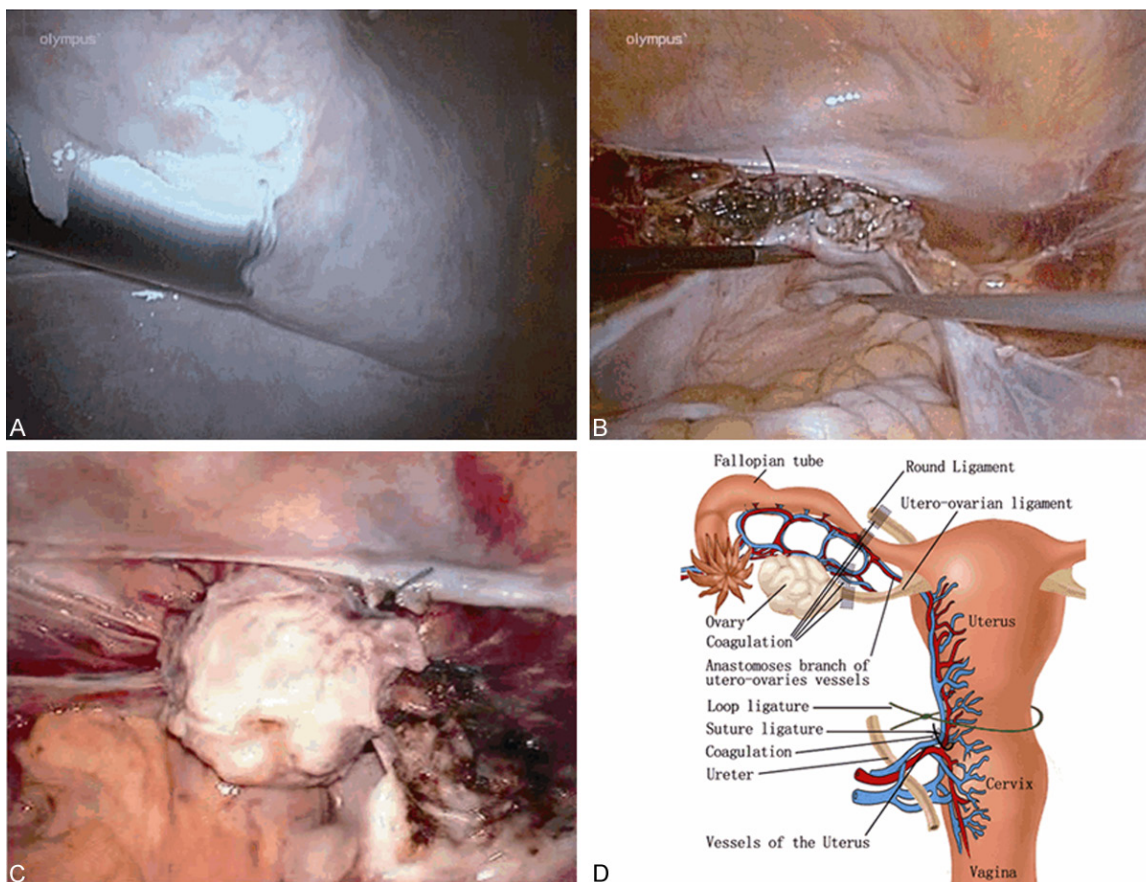 olympus'
A
olympus'
B
C
Fallopian tube
Round Ligament
Utero-ovarian ligament
Ovary
Coagulation
Uterus
Anastomoses branch of
utero-ovaries vessels
Loop ligature
Suture ligature
Coagulation
Ureter
Cervix
Vessels of the Uterus
Vagina
D